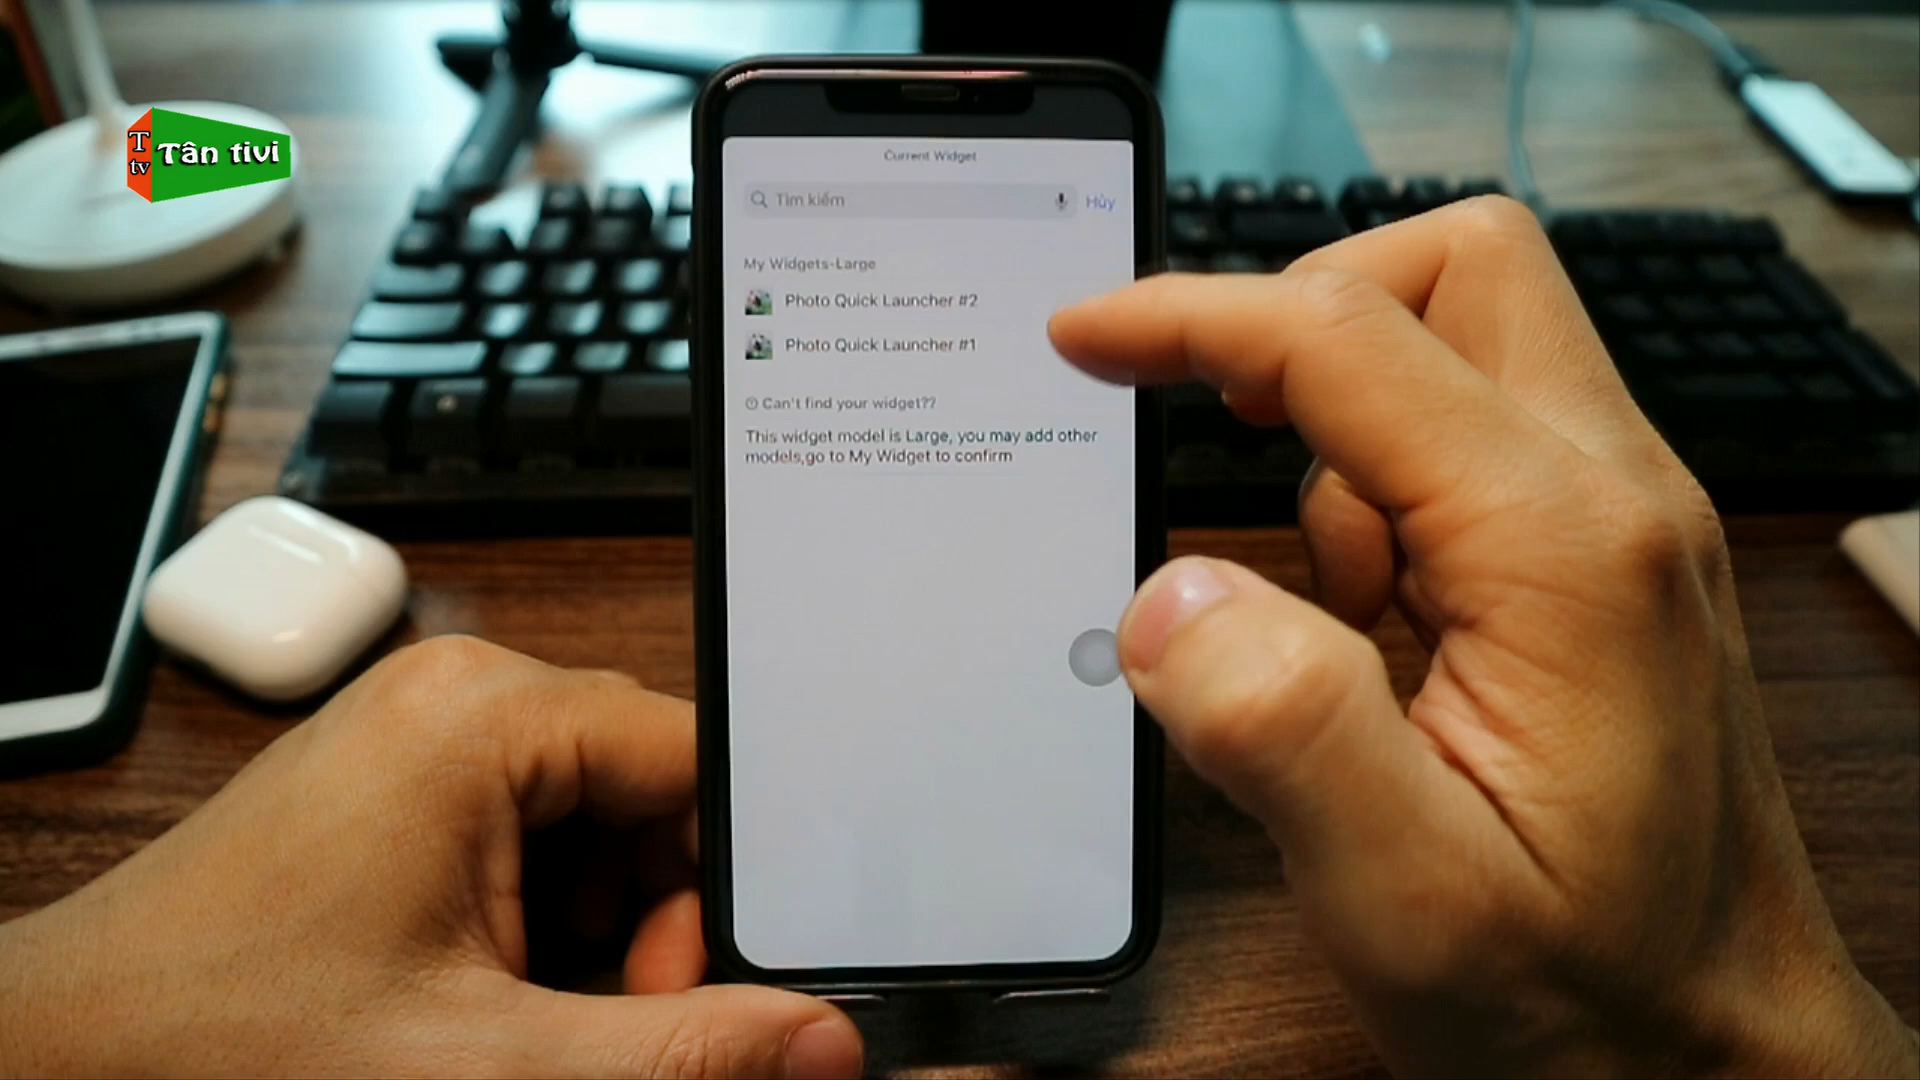 T
tv
Tân tivi
Current Widget
Tìm kiếm
Hủy
My Widgets-Large
Photo Quick Launcher #2
Photo Quick Launcher #1
Can't find your widget??
This widget model is Large, you may add other
models,go to My Widget to confirm